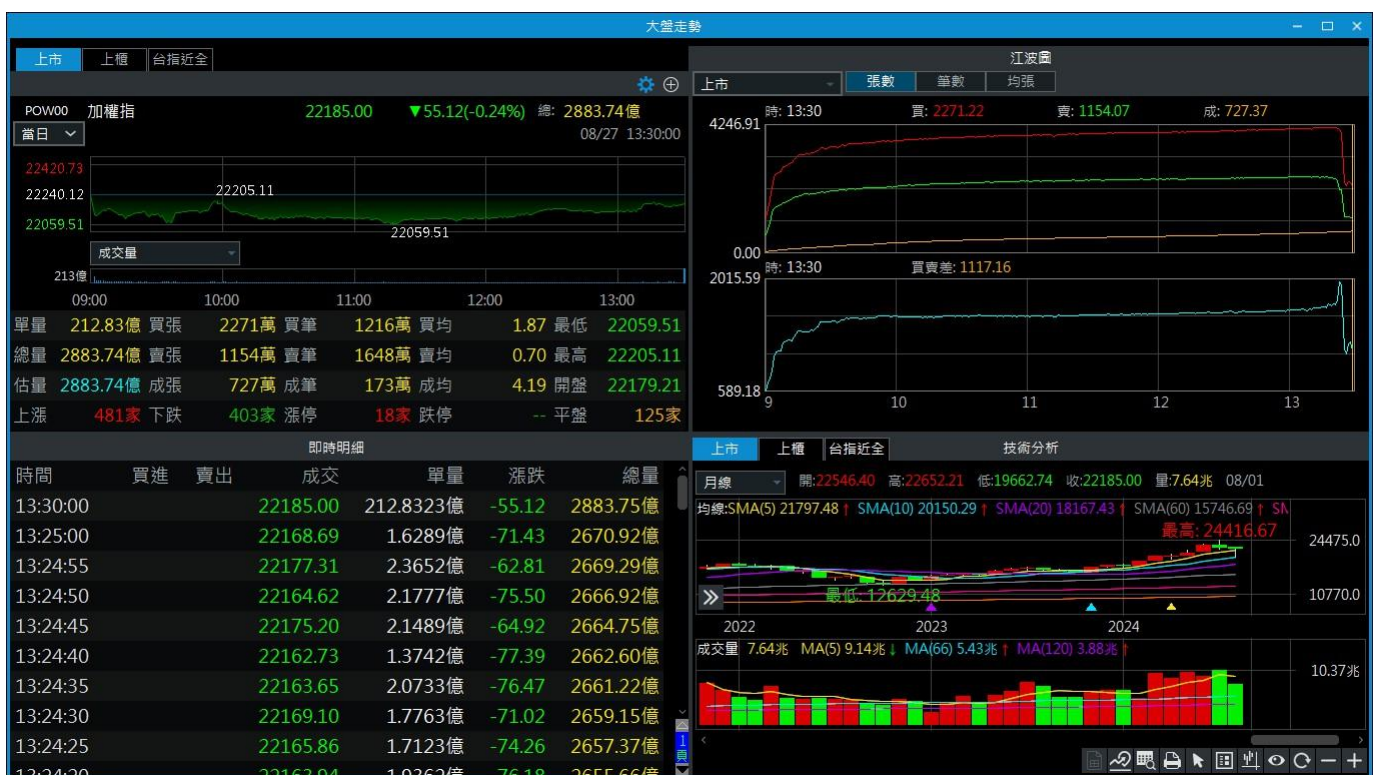 大盤走勢
上市 上櫃 台指近全
POW00 加權指 22185.00 ▼55.12(-0.24%) 總: 2883.74億
當日 08/27 13:30:00
22420.73
22240.12 22205.11
22059.51 22059.51
成交量
213億
09:00 10:00 11:00 12:00 13:00
單量 212.83億 買張 2271萬 買筆 1216萬 買均 1.87 最低 22059.51
總量 2883.74億 賣張 1154萬 賣筆 1648萬 賣均 0.70 最高 22205.11
估量 2883.74億 成張 727萬 成筆 173萬 成均 4.19 開盤 22179.21
上漲 481家 下跌 403家 漲停 18家 跌停 -- 平盤 125家
江波圖
上市 張數 筆數 均張
時: 13:30 買: 2271.22 賣: 1154.07 成: 727.37
4246.91
0.00
時: 13:30 買賣差: 1117.16
2015.59
589.18
9 10 11 12 13
即時明細
時間 買進 賣出 成交 單量 漲跌 總量
13:30:00 22185.00 212.8323億 -55.12 2883.75億
13:25:00 22168.69 1.6289億 -71.43 2670.92億
13:24:55 22177.31 2.3652億 -62.81 2669.29億
13:24:50 22164.62 2.1777億 -75.50 2666.92億
13:24:45 22175.20 2.1489億 -64.92 2664.75億
13:24:40 22162.73 1.3742億 -77.39 2662.60億
13:24:35 22163.65 2.0733億 -76.47 2661.22億
13:24:30 22169.10 1.7763億 -71.02 2659.15億
13:24:25 22165.86 1.7123億 -74.26 2657.37億
1頁
上市 上櫃 台指近全 技術分析
月線 開:22546.40 高:22652.21 低:19662.74 收:22185.00 量:7.64兆 08/01
均線:SMA(5) 21797.48↑ SMA(10) 20150.29↑ SMA(20) 18167.43↑ SMA(60) 15746.69↑
最高: 24416.67
24475.0
最低: 12629.48
10770.0
2022 2023 2024
成交量 7.64兆 MA(5) 9.14兆↓ MA(66) 5.43兆↑ MA(120) 3.88兆↑
10.37兆